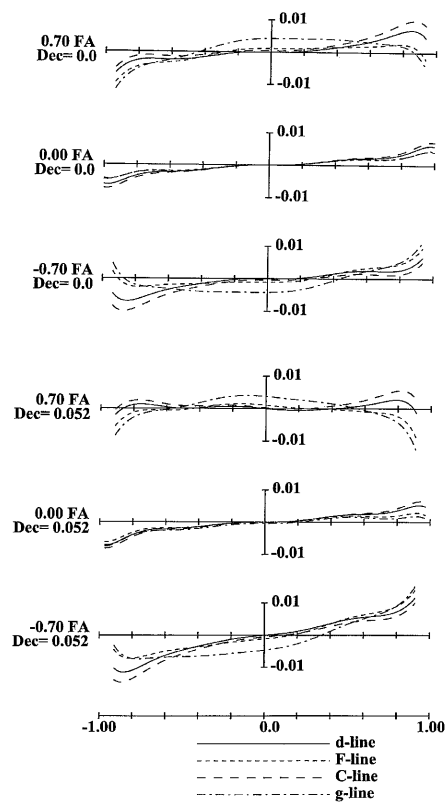 0.01
0.70 FA
Dec= 0.0
-0.01
0.01
0.00 FA
Dec= 0.0
-0.01
0.01
-0.70 FA
Dec= 0.0
-0.01
0.01
0.70 FA
Dec= 0.052
-0.01
0.01
0.00 FA
Dec= 0.052
-0.01
0.01
-0.70 FA
Dec= 0.052
-0.01
-1.00 0.0 1.00
d-line
F-line
C-line
g-line